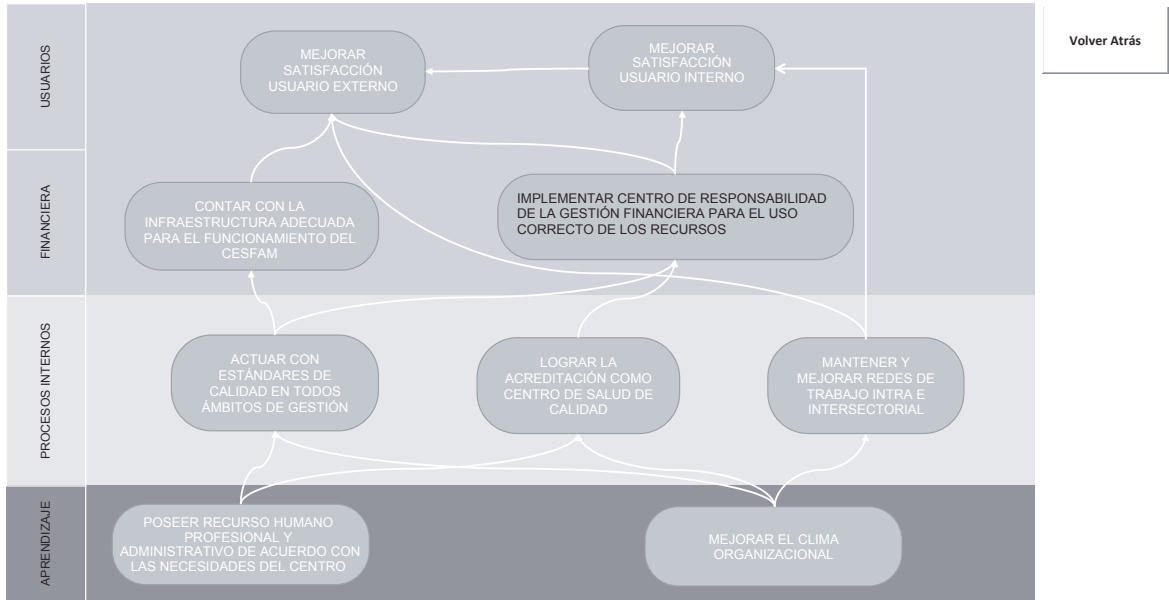 USUARIOS
MEJORAR
SATISFACCIÓN
USUARIO EXTERNO
MEJORAR
SATISFACCIÓN
USUARIO INTERNO
Volver Atrás
FINANCIERA
CONTAR CON LA
INFRAESTRUCTURA ADECUADA
PARA EL FUNCIONAMIENTO DEL
CESFAM
IMPLEMENTAR CENTRO DE RESPONSABILIDAD
DE LA GESTIÓN FINANCIERA PARA EL USO
CORRECTO DE LOS RECURSOS
PROCESOS INTERNOS
ACTUAR CON
ESTÁNDARES DE
CALIDAD EN TODOS
ÁMBITOS DE GESTIÓN
LOGRAR LA
ACREDITACIÓN COMO
CENTRO DE SALUD DE
CALIDAD
MANTENER Y
MEJORAR REDES DE
TRABAJO INTRA E
INTERSECTORIAL
APRENDIZAJE
POSEER RECURSO HUMANO
PROFESIONAL Y
ADMINISTRATIVO DE ACUERDO CON
LAS NECESIDADES DEL CENTRO
MEJORAR EL CLIMA
ORGANIZACIONAL